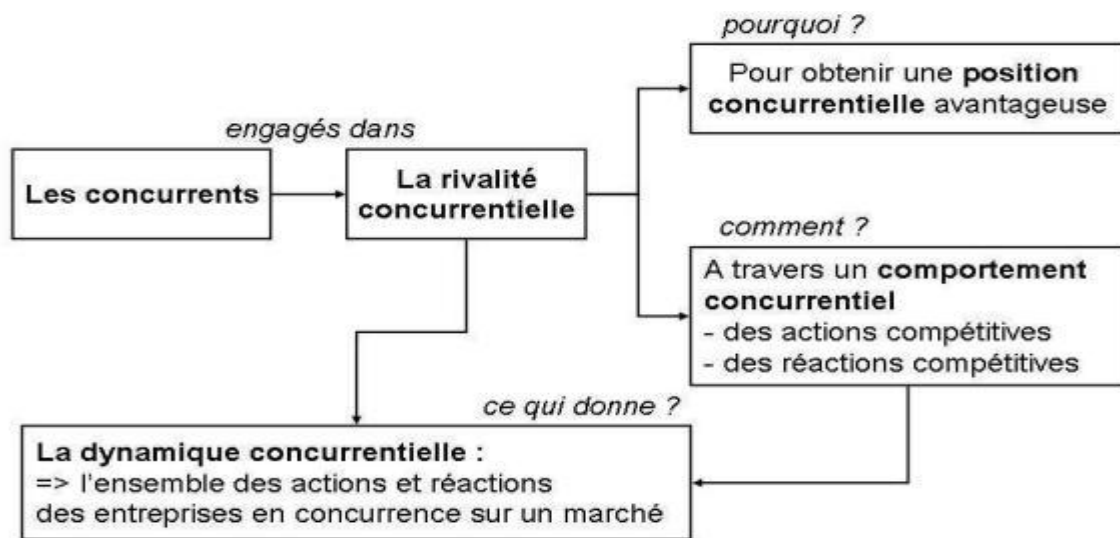 pourquoi ?
Pour obtenir une position
concurrentielle avantageuse
engagés dans
Les concurrents
La rivalité
concurrentielle
comment ?
A travers un comportement
concurrentiel
- des actions compétitives
- des réactions compétitives
ce qui donne ?
La dynamique concurrentielle :
=> l'ensemble des actions et réactions
des entreprises en concurrence sur un marché